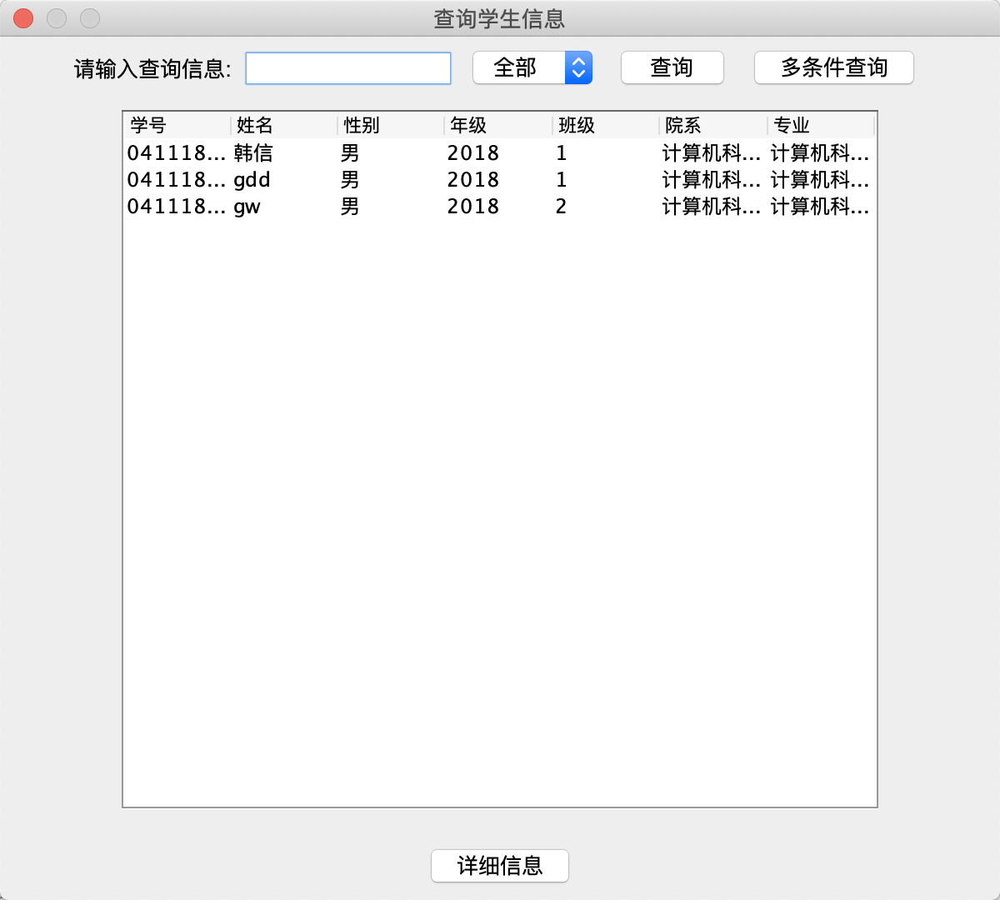 查询学生信息
请输入查询信息: 全部 查询 多条件查询
学号 姓名 性别 年级 班级 院系 专业
041118... 韩信 男 2018 1 计算机科... 计算机科...
041118... gdd 男 2018 1 计算机科... 计算机科...
041118... gw 男 2018 2 计算机科... 计算机科...
详细信息